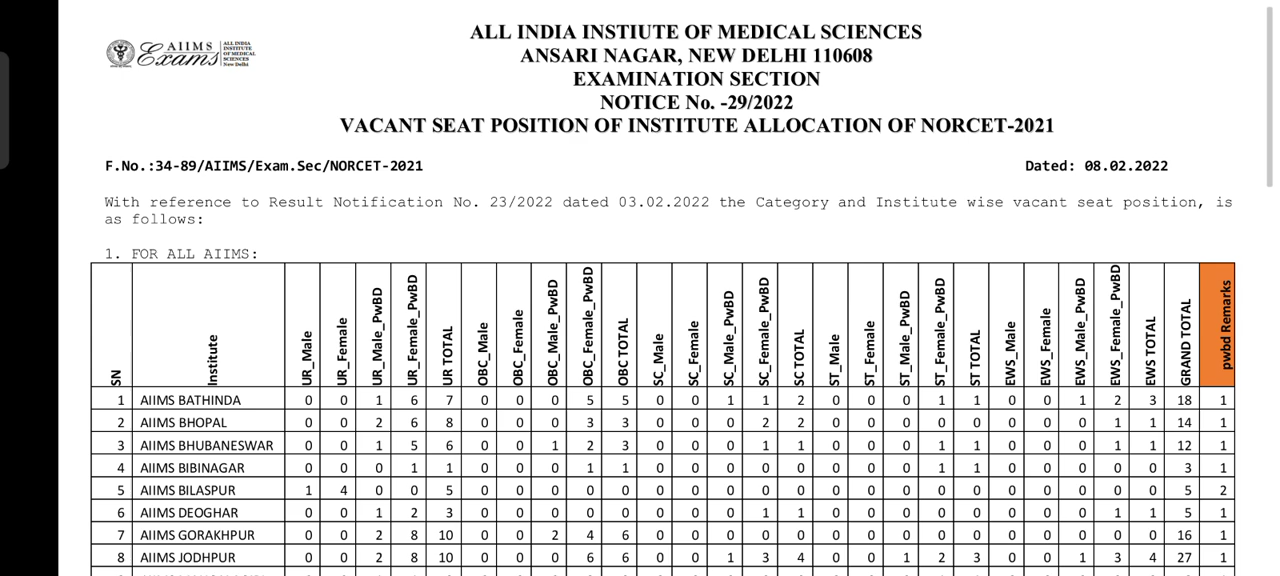 AIIMS
Exams
ALL INDIA
INSTITUTE
OF MEDICAL
SCIENCES
New Delhi
ALL INDIA INSTIUTE OF MEDICAL SCIENCES
ANSARI NAGAR, NEW DELHI 110608
EXAMINATION SECTION
NOTICE No. -29/2022
VACANT SEAT POSITION OF INSTITUTE ALLOCATION OF NORCET-2021
F.No.:34-89/AIIMS/Exam.Sec/NORCET-2021 Dated: 08.02.2022
With reference to Result Notification No. 23/2022 dated 03.02.2022 the Category and Institute wise vacant seat position, is
as follows:
1. FOR ALL AIIMS:
SN Institute UR_Male UR_Female UR_Male_PwBD UR_Female_PwBD UR TOTAL OBC_Male OBC_Female OBC_Male_PwBD OBC_Female_PwBD OBC TOTAL SC_Male SC_Female SC_Male_PwBD SC_Female_PwBD SC TOTAL ST_Male ST_Female ST_Male_PwBD ST_Female_PwBD ST TOTAL EWS_Male EWS_Female EWS_Male_PwBD EWS_Female_PwBD EWS TOTAL GRAND TOTAL pwbd Remarks
1 AIIMS BATHINDA 0 0 1 6 7 0 0 0 5 5 0 0 1 1 2 0 0 0 1 1 0 0 1 2 3 18 1
2 AIIMS BHOPAL 0 0 2 6 8 0 0 0 3 3 0 0 0 2 2 0 0 0 0 0 0 0 0 1 1 14 1
3 AIIMS BHUBANESWAR 0 0 1 5 6 0 0 1 2 3 0 0 0 1 1 0 0 0 1 1 0 0 0 1 1 12 1
4 AIIMS BIBINAGAR 0 0 0 1 1 0 0 0 1 1 0 0 0 0 0 0 0 0 1 1 0 0 0 0 0 3 1
5 AIIMS BILASPUR 1 4 0 0 5 0 0 0 0 0 0 0 0 0 0 0 0 0 0 0 0 0 0 0 0 5 2
6 AIIMS DEOGHAR 0 0 1 2 3 0 0 0 0 0 0 0 0 1 1 0 0 0 0 0 0 0 0 1 1 5 1
7 AIIMS GORAKHPUR 0 0 2 8 10 0 0 2 4 6 0 0 0 0 0 0 0 0 0 0 0 0 0 0 0 16 1
8 AIIMS JODHPUR 0 0 2 8 10 0 0 0 6 6 0 0 1 3 4 0 0 1 2 3 0 0 1 3 4 27 1